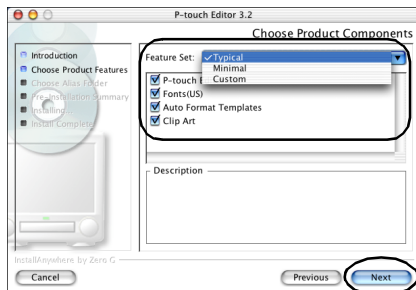 P-touch Editor 3.2
Choose Product Components
Introduction
Choose Product Features
Choose Alias Folder
Pre-Installation Summary
Installing...
Install Complete
Feature Set:
Typical
Minimal
Custom
P-touch
Fonts(US)
Auto Format Templates
Clip Art
Description
InstallAnywhere by Zero G
Cancel
Previous
Next